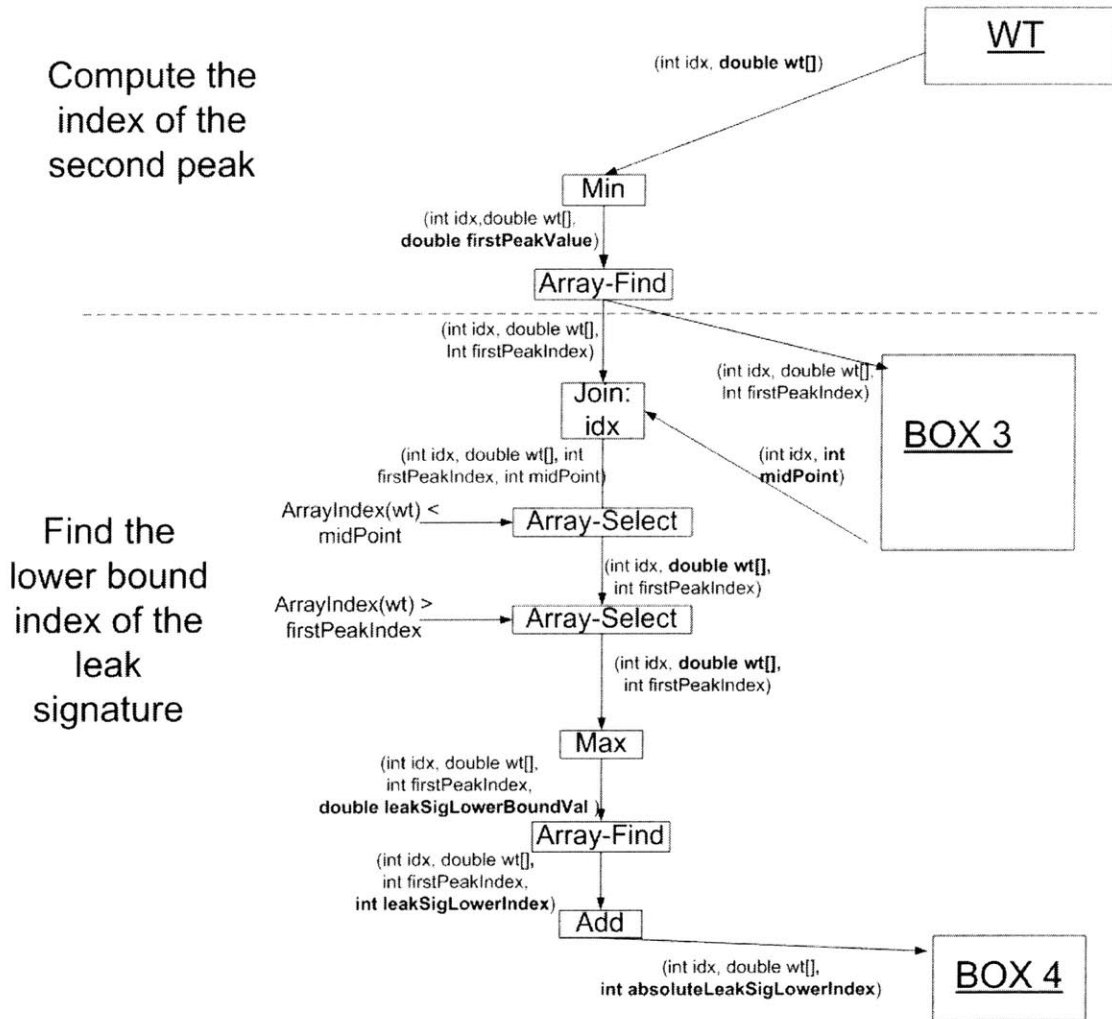 WT
(int idx, double wt[])
Compute the
index of the
second peak
Min
(int idx,double wt[],
double firstPeakValue)
Array-Find
(int idx, double wt[],
Int firstPeakIndex)
(int idx, double wt[],
Int firstPeakIndex)
Join:
idx
BOX 3
(int idx, int
midPoint)
(int idx, double wt[], int
firstPeakIndex, int midPoint)
ArrayIndex(wt) <
midPoint
Array-Select
Find the
lower bound
index of the
leak
signature
(int idx, double wt[],
int firstPeakIndex)
ArrayIndex(wt) >
firstPeakIndex
Array-Select
(int idx, double wt[],
int firstPeakIndex)
Max
(int idx, double wt[],
int firstPeakIndex,
double leakSigLowerBoundVal )
Array-Find
(int idx, double wt[],
int firstPeakIndex,
int leakSigLowerIndex)
Add
(int idx, double wt[],
int absoluteLeakSigLowerIndex)
BOX 4